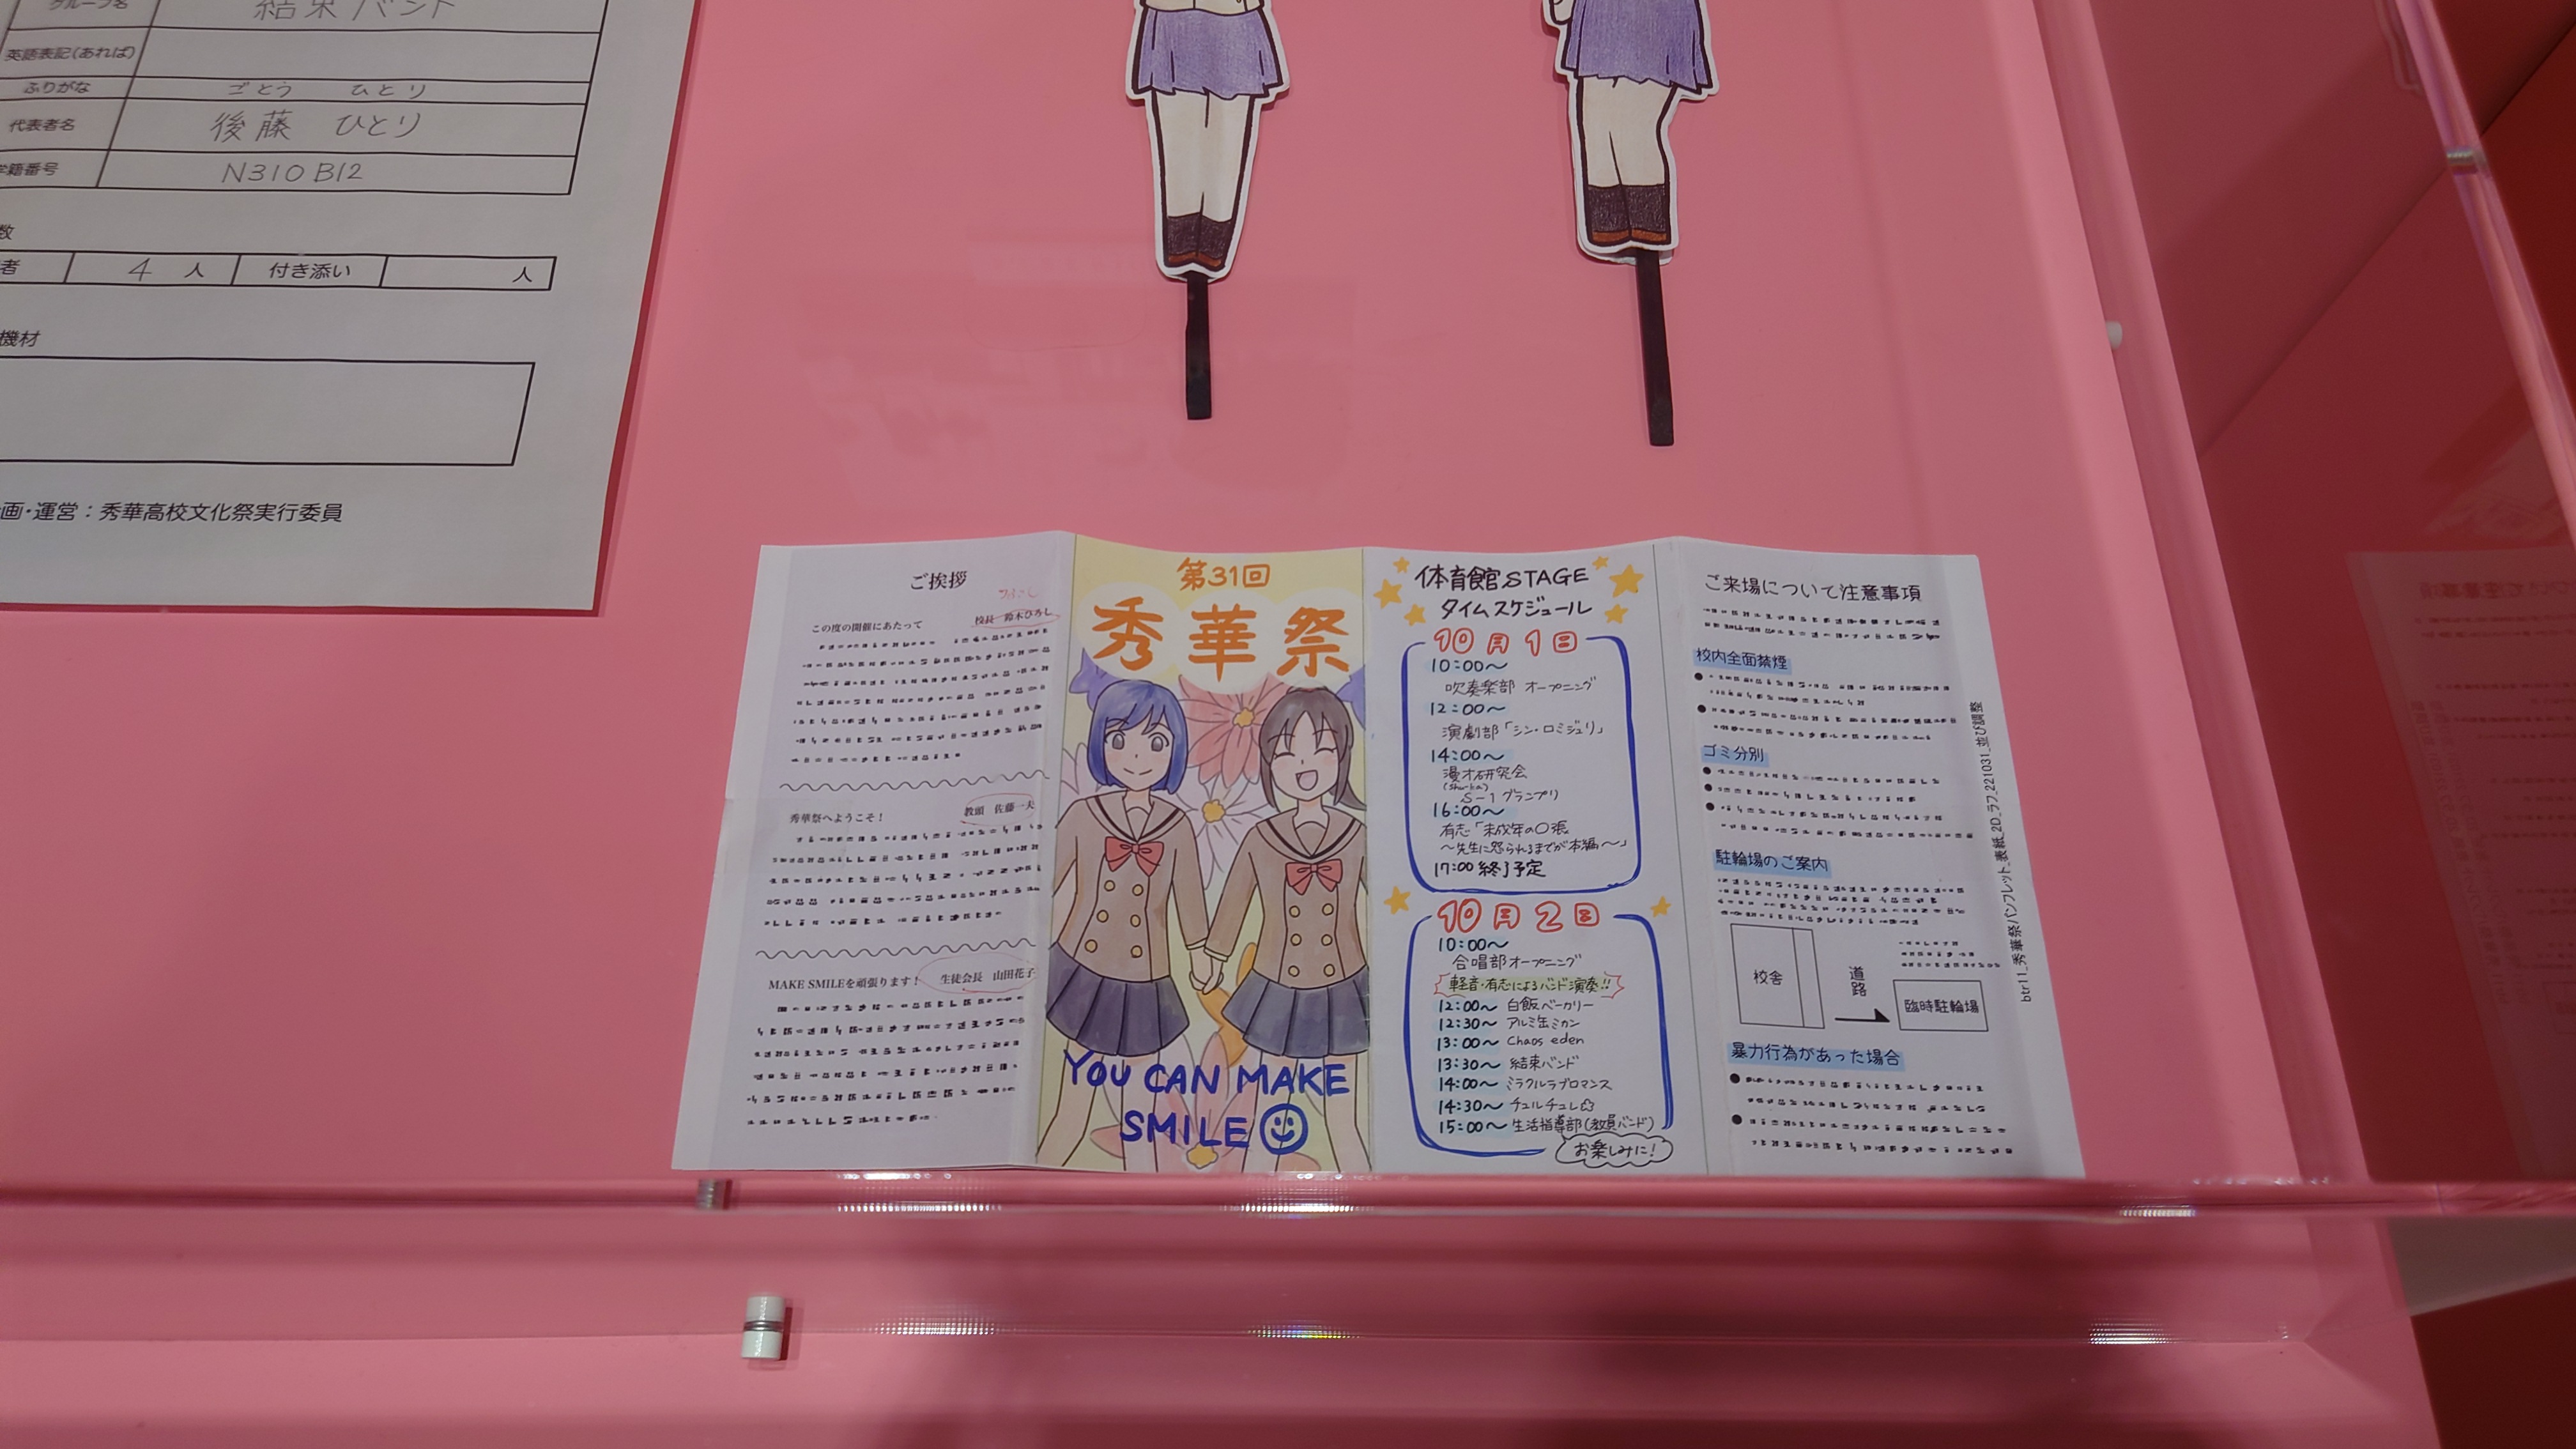 グループ名 結束バンド
英語表記(あれば)
ふりがな ごとう ひとり
代表者名 後藤 ひとり
学籍番号 N310B12
数
者 4 人 付き添い 人
機材
画・運営：秀華高校文化祭実行委員
ご挨拶
この度の開催にあたって 校長 鈴木ひろし
秀華祭へようこそ！ 教頭 佐藤一夫
MAKE SMILEを頑張ります！ 生徒会長 山田花子
第31回
秀華祭
YOU CAN MAKE
SMILE
体育館STAGE
タイムスケジュール
10月1日
10:00〜
吹奏楽部 オープニング
12:00〜
演劇部「シン・ロミジュリ」
14:00〜
漫才研究会
S-1グランプリ
16:00〜
有志「未成年の〇張
〜先生に怒られるまでが本編〜」
17:00 終了予定
10月2日
10:00〜
合唱部オープニング
軽音・有志によるバンド演奏!!
12:00〜 白飯ベーカリー
12:30〜 アルミ缶ミカン
13:00〜 Chaos eden
13:30〜 結束バンド
14:00〜 ミラクルラブロマンス
14:30〜 チュルチュレ☆
15:00〜 生活指導部(教員バンド)
お楽しみに!
ご来場について注意事項
校内全面禁煙
ゴミ分別
駐輪場のご案内
校舎
道路
臨時駐輪場
暴力行為があった場合
btr11_秀華祭パンフレット_表紙_2D_ラフ_221031_並び調整